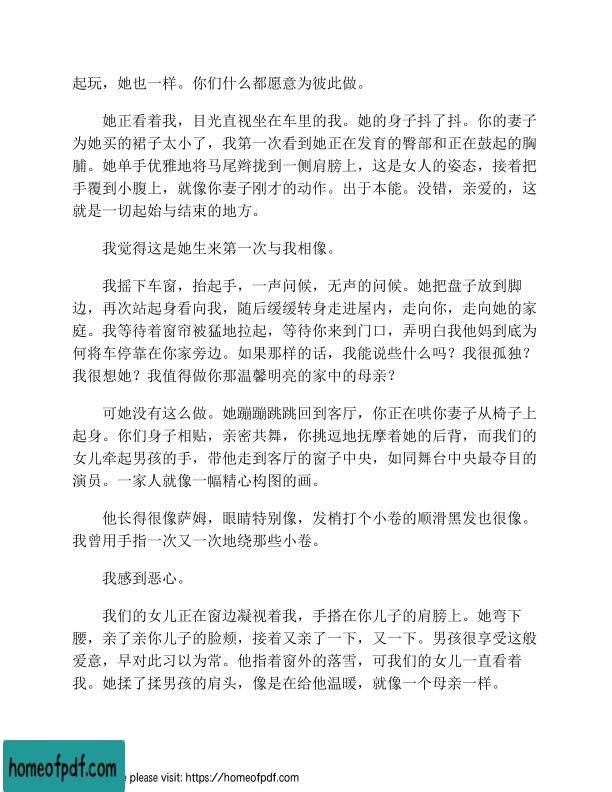 起玩，她也一样。你们什么都愿意为彼此做。
她正看着我，目光直视坐在车里的我。她的身子抖了抖。你的妻子
为她买的裙子太小了，我第一次看到她正在发育的臀部和正在鼓起的胸
脯。她单手优雅地将马尾辫拢到一侧肩膀上，这是女人的姿态，接着把
手覆到小腹上，就像你妻子刚才的动作。出于本能。没错，亲爱的，这
就是一切起始与结束的地方。
我觉得这是她生来第一次与我相像。
我摇下车窗，抬起手，一声问候，无声的问候。她把盘子放到脚
边，再次站起身看向我，随后缓缓转身走进屋内，走向你，走向她的家
庭。我等待着窗帘被猛地拉起，等待你来到门口，弄明白我他妈到底为
何将车停靠在你家旁边。如果那样的话，我能说些什么吗？我很孤独？
我很想她？我值得做你那温馨明亮的家中的母亲？
可她没有这么做。她蹦蹦跳跳回到客厅，你正在哄你妻子从椅子上
起身。你们身子相贴，亲密共舞，你挑逗地抚摩着她的后背，而我们的
女儿牵起男孩的手，带他走到客厅的窗子中央，如同舞台中央最夺目的
演员。一家人就像一幅精心构图的画。
他长得很像萨姆，眼睛特别像，发梢打个小卷的顺滑黑发也很像。
我曾用手指一次又一次地绕那些小卷。
我感到恶心。
我们的女儿正在窗边凝视着我，手搭在你儿子的肩膀上。她弯下
腰，亲了亲你儿子的脸颊，接着又亲了一下，又一下。男孩很享受这般
爱意，早对此习以为常。他指着窗外的落雪，可我们的女儿一直看着
我。她揉了揉男孩的肩头，像是在给他温暖，就像一个母亲一样。
homeofpdf.com
e please visit: https://homeofpdf.com